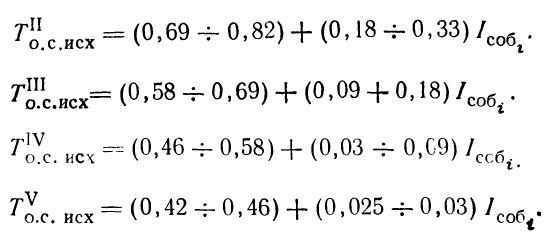 T^{II}_{о.с.исх} = (0,69 ÷ 0,82) + (0,18 ÷ 0,33) I_{соб_i}.
T^{III}_{о.с.исх} = (0,58 ÷ 0,69) + (0,09 + 0,18) I_{соб_i}.
T^{IV}_{о.с. исх} = (0,46 ÷ 0,58) + (0,03 ÷ 0,09) I_{ссб_i}.
T^{V}_{о.с. исх} = (0,42 ÷ 0,46) + (0,025 ÷ 0,03) I_{соб_i}.